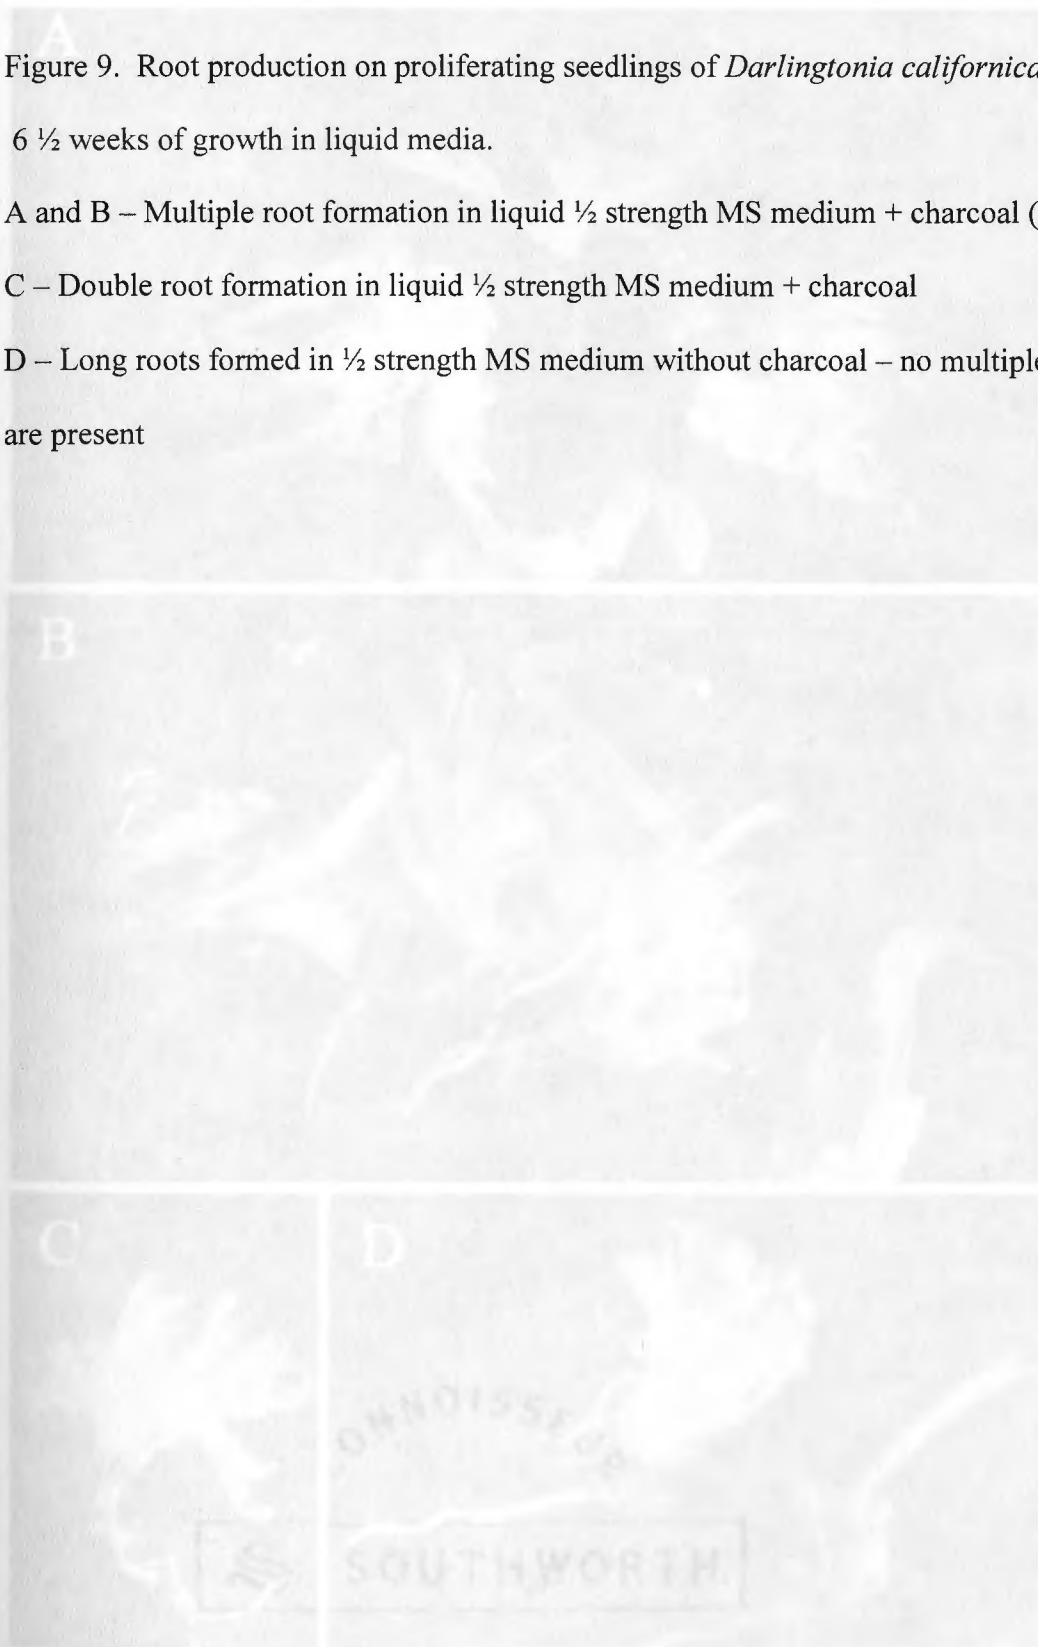 A
Figure 9. Root production on proliferating seedlings of Darlingtonia californica
6 ½ weeks of growth in liquid media.
A and B – Multiple root formation in liquid ½ strength MS medium + charcoal (
C – Double root formation in liquid ½ strength MS medium + charcoal
D – Long roots formed in ½ strength MS medium without charcoal – no multiple
are present
B
C D
CONNOISSEUR
SOUTHWORTH